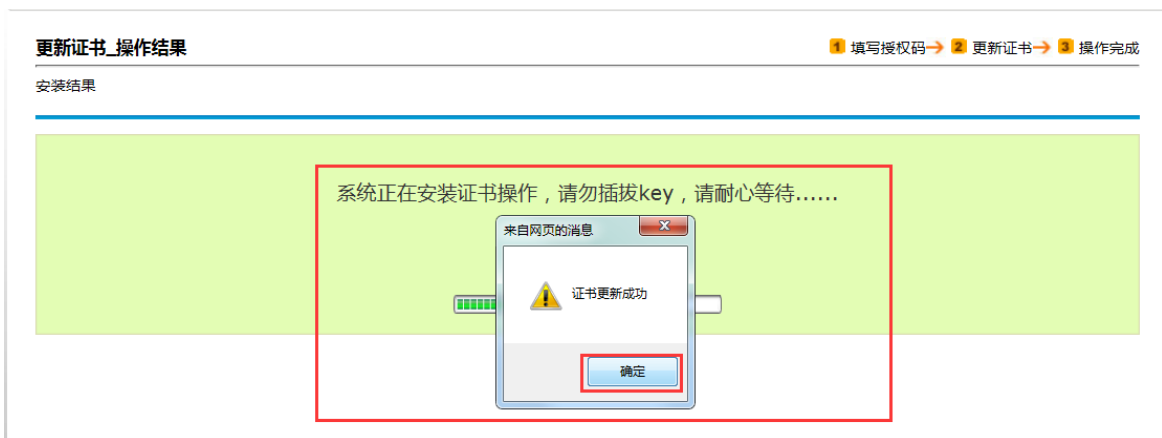 更新证书_操作结果
1 填写授权码→ 2 更新证书→ 3 操作完成
安装结果
系统正在安装证书操作，请勿插拔key，请耐心等待......
来自网页的消息
证书更新成功
确定